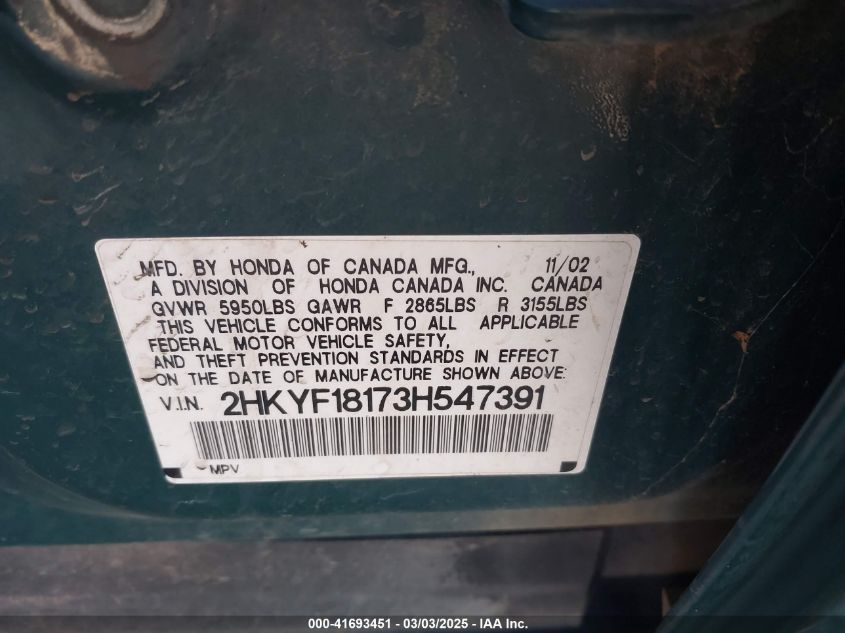 MFD. BY HONDA OF CANADA MFG., 11/02
A DIVISION OF HONDA CANADA INC. CANADA
GVWR 5950LBS GAWR F 2865LBS R 3155LBS
THIS VEHICLE CONFORMS TO ALL APPLICABLE
FEDERAL MOTOR VEHICLE SAFETY,
AND THEFT PREVENTION STANDARDS IN EFFECT
ON THE DATE OF MANUFACTURE SHOWN ABOVE.
V.I.N. 2HKYF18173H547391
MPV
000-41693451 - 03/03/2025 - IAA Inc.